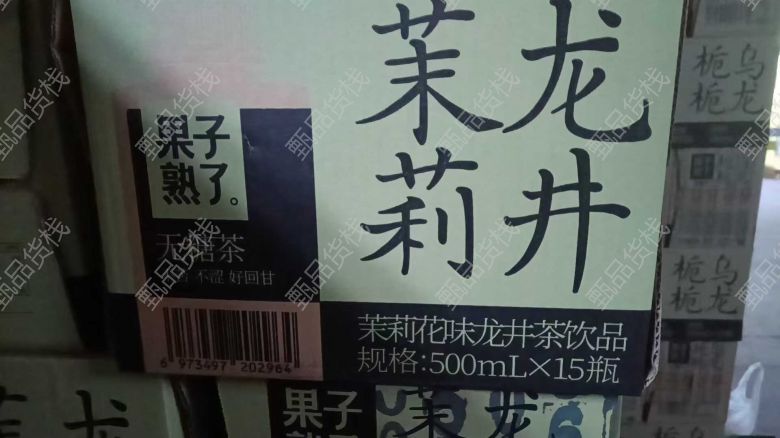 茉莉
龙井
果子
熟了。
无糖茶
不涩 好回甘
6 973497 202964
茉莉花味龙井茶饮品
规格:500mL×15瓶
栀栀
乌龙
栀栀
乌龙
果子
熟了
茉
龙
甄品货栈